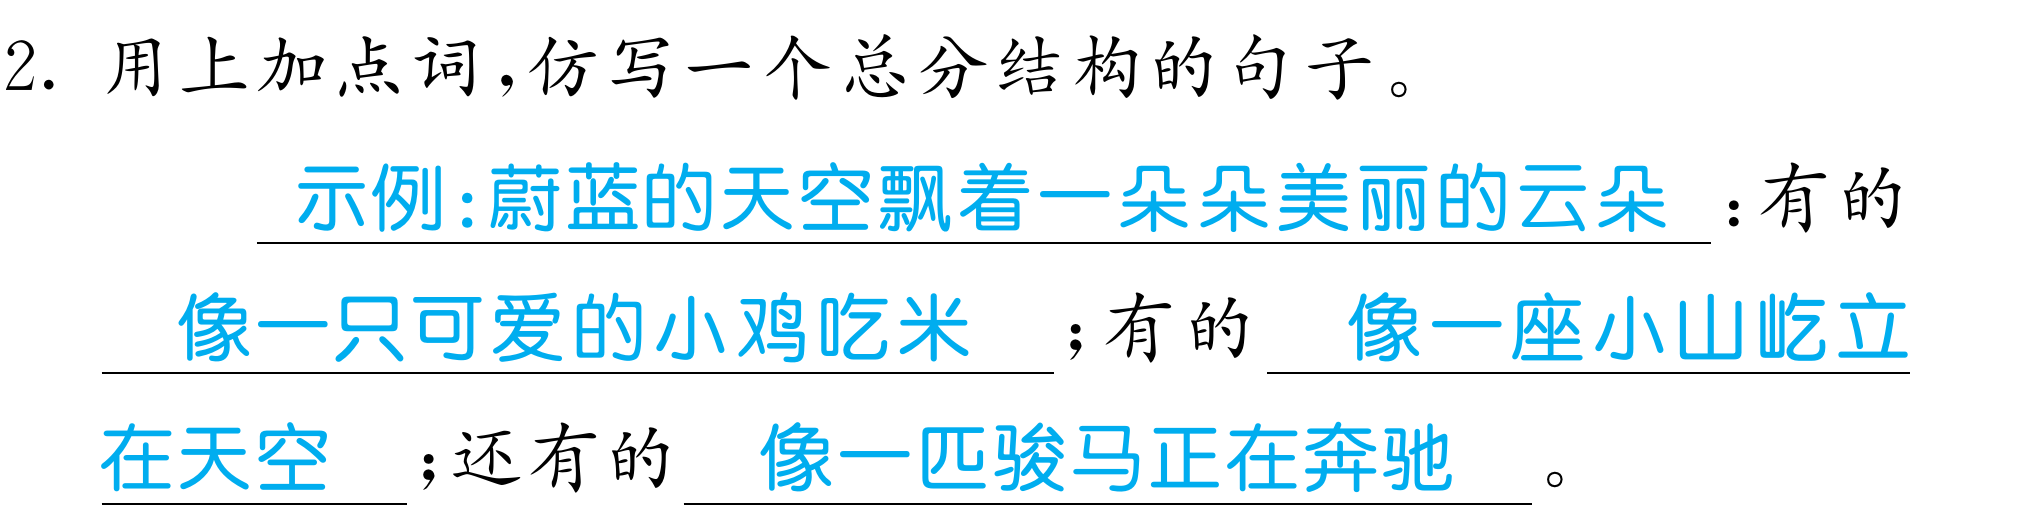 2. 用上加点词,仿写一个总分结构的句子。
示例:蔚蓝的天空飘着一朵朵美丽的云朵:有的
像一只可爱的小鸡吃米;有的像一座小山屹立
在天空;还有的像一匹骏马正在奔驰。